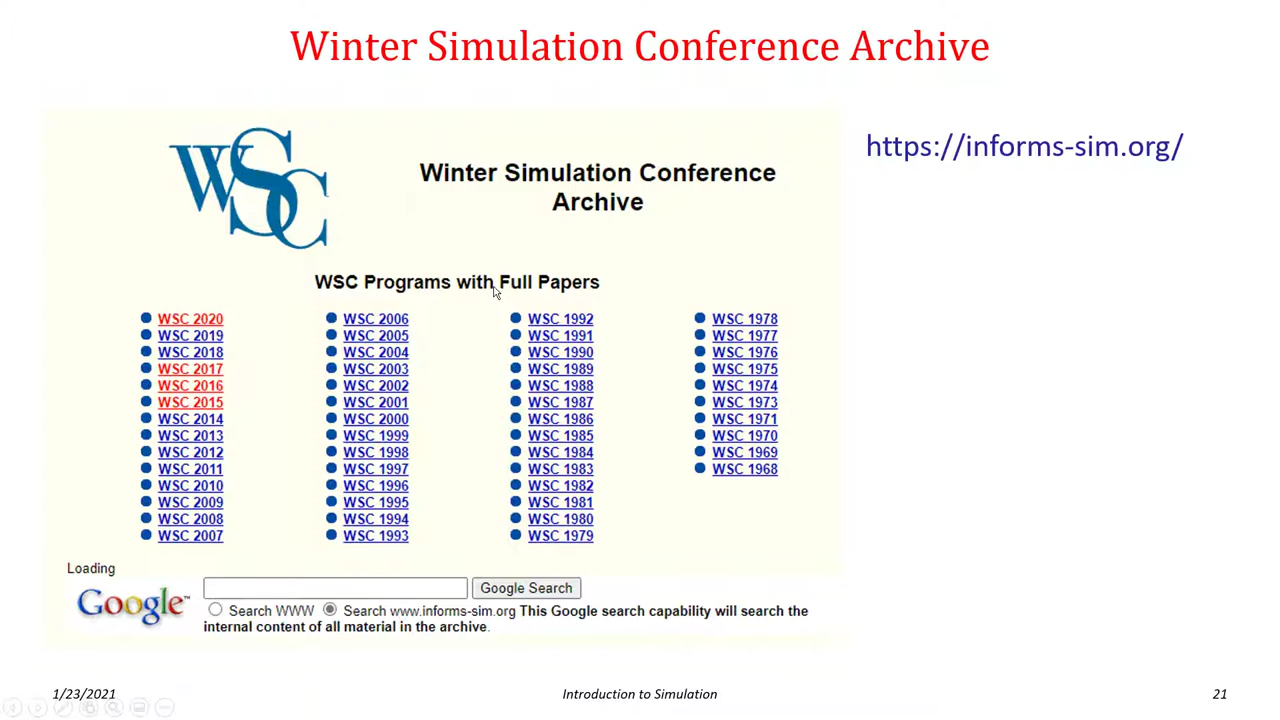 Winter Simulation Conference Archive
https://informs-sim.org/
WSC
Winter Simulation Conference
Archive
WSC Programs with Full Papers
WSC 2020
WSC 2019
WSC 2018
WSC 2017
WSC 2016
WSC 2015
WSC 2014
WSC 2013
WSC 2012
WSC 2011
WSC 2010
WSC 2009
WSC 2008
WSC 2007
WSC 2006
WSC 2005
WSC 2004
WSC 2003
WSC 2002
WSC 2001
WSC 2000
WSC 1999
WSC 1998
WSC 1997
WSC 1996
WSC 1995
WSC 1994
WSC 1993
WSC 1992
WSC 1991
WSC 1990
WSC 1989
WSC 1988
WSC 1987
WSC 1986
WSC 1985
WSC 1984
WSC 1983
WSC 1982
WSC 1981
WSC 1980
WSC 1979
WSC 1978
WSC 1977
WSC 1976
WSC 1975
WSC 1974
WSC 1973
WSC 1971
WSC 1970
WSC 1969
WSC 1968
Loading
Google™
Google Search
Search WWW Search www.informs-sim.org This Google search capability will search the
internal content of all material in the archive.
1/23/2021
Introduction to Simulation
21